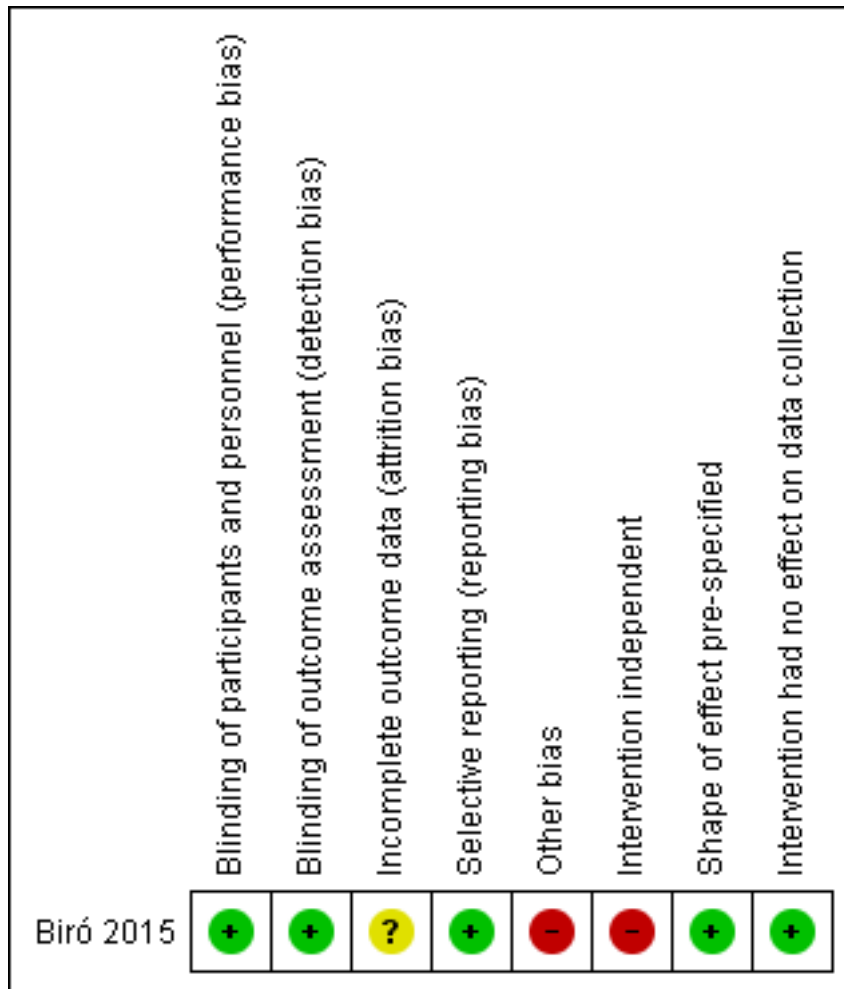 Blinding of participants and personnel (performance bias)
Blinding of outcome assessment (detection bias)
Incomplete outcome data (attrition bias)
Selective reporting (reporting bias)
Other bias
Intervention independent
Shape of effect pre-specified
Intervention had no effect on data collection
Biró 2015 + + ? + - - + +